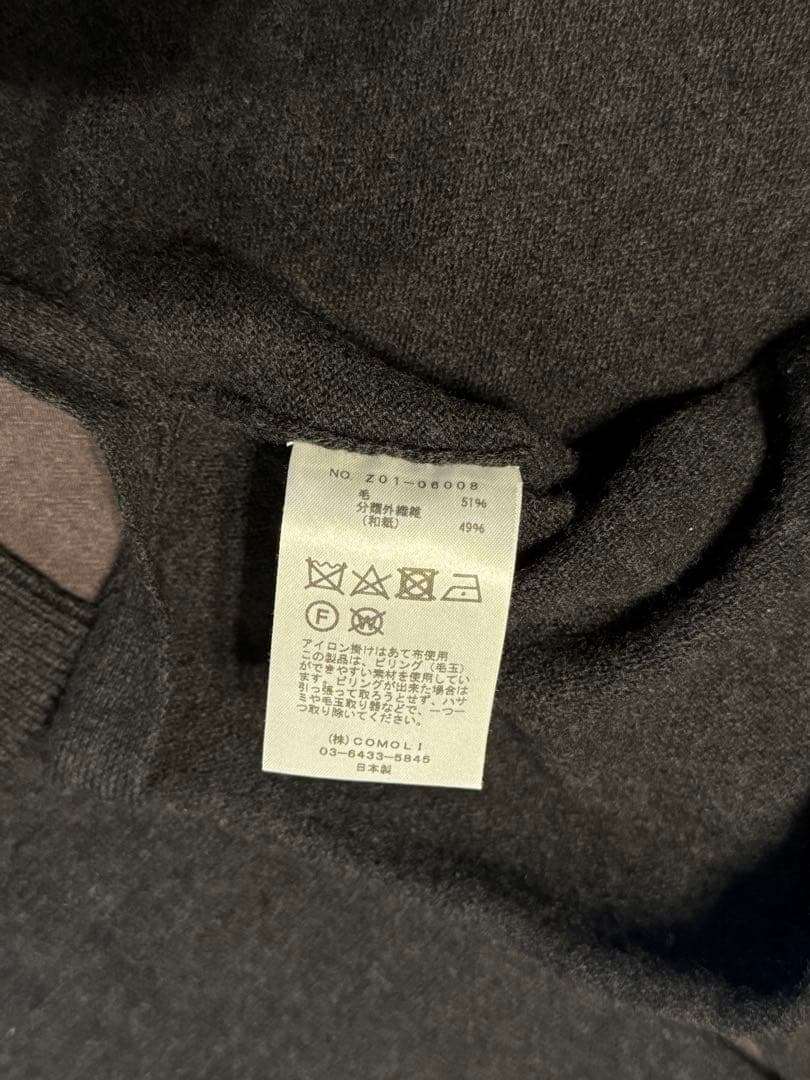 NO. Z01-06008
毛 51%
分類外繊維
(和紙) 49%
F W
アイロン掛けはあて布使用
この製品は、ピリング(毛玉)
ができやすい素材を使用してい
ます。ピリングが出来た場合は
引っ張って取ろうとせず、ハサ
ミや毛玉取り器などで、一つ一
つ取り除いてください。
(株)COMOLI
03-6433-5845
日本製